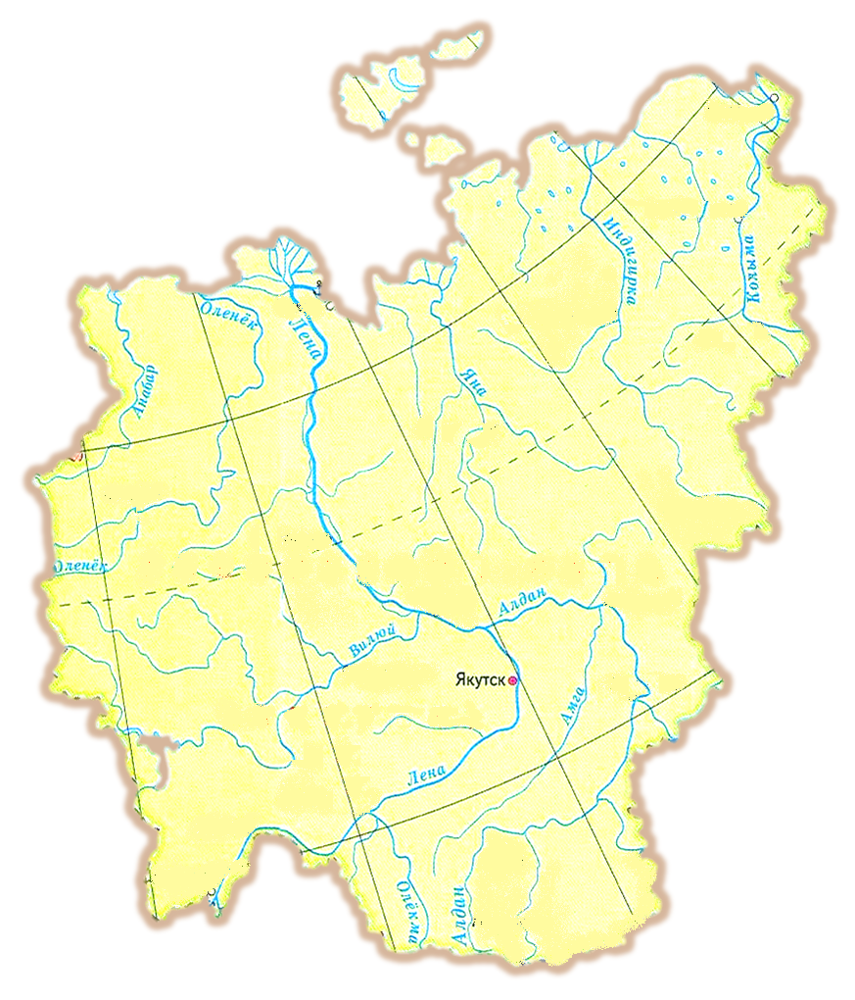 Индигирка
Колыма
Оленёк
Лена
Анабар
Яна
Оленёк
Алдан
Вилюй
Якутск
Амга
Лена
Олёкма
Алдан